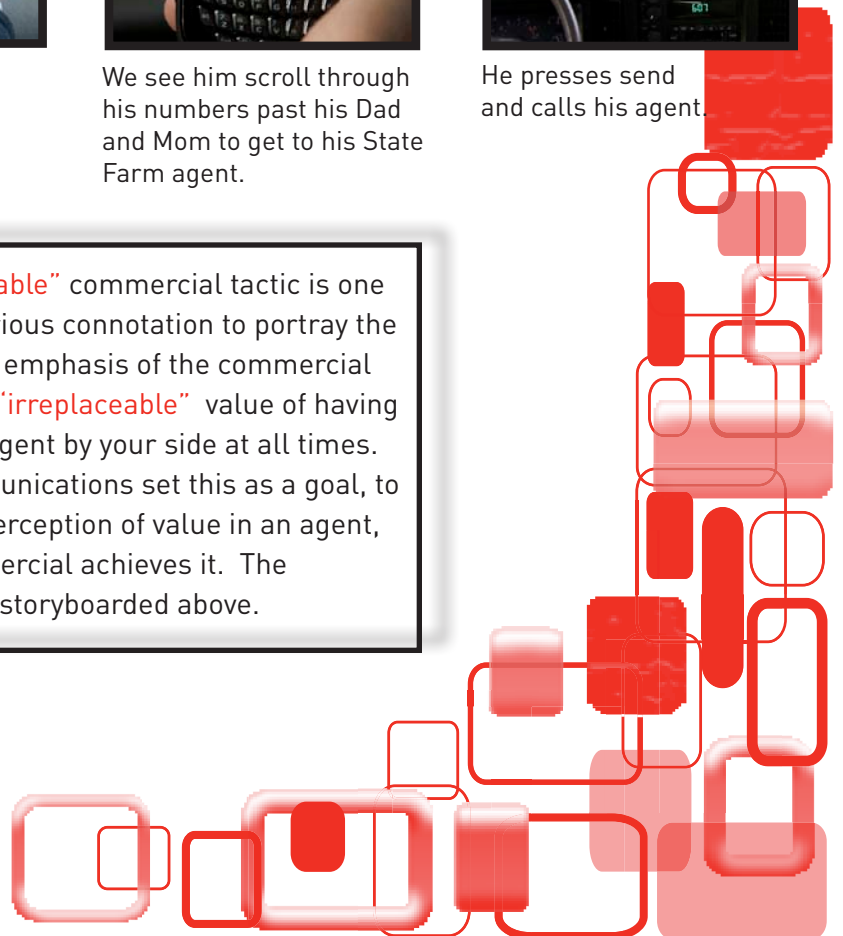 607
We see him scroll through
his numbers past his Dad
and Mom to get to his State
Farm agent.
He presses send
and calls his agent.
able” commercial tactic is one
rious connotation to portray the
emphasis of the commercial
“irreplaceable”  value of having
gent by your side at all times.
unications set this as a goal, to
erception of value in an agent,
ercial achieves it.  The
storyboarded above.